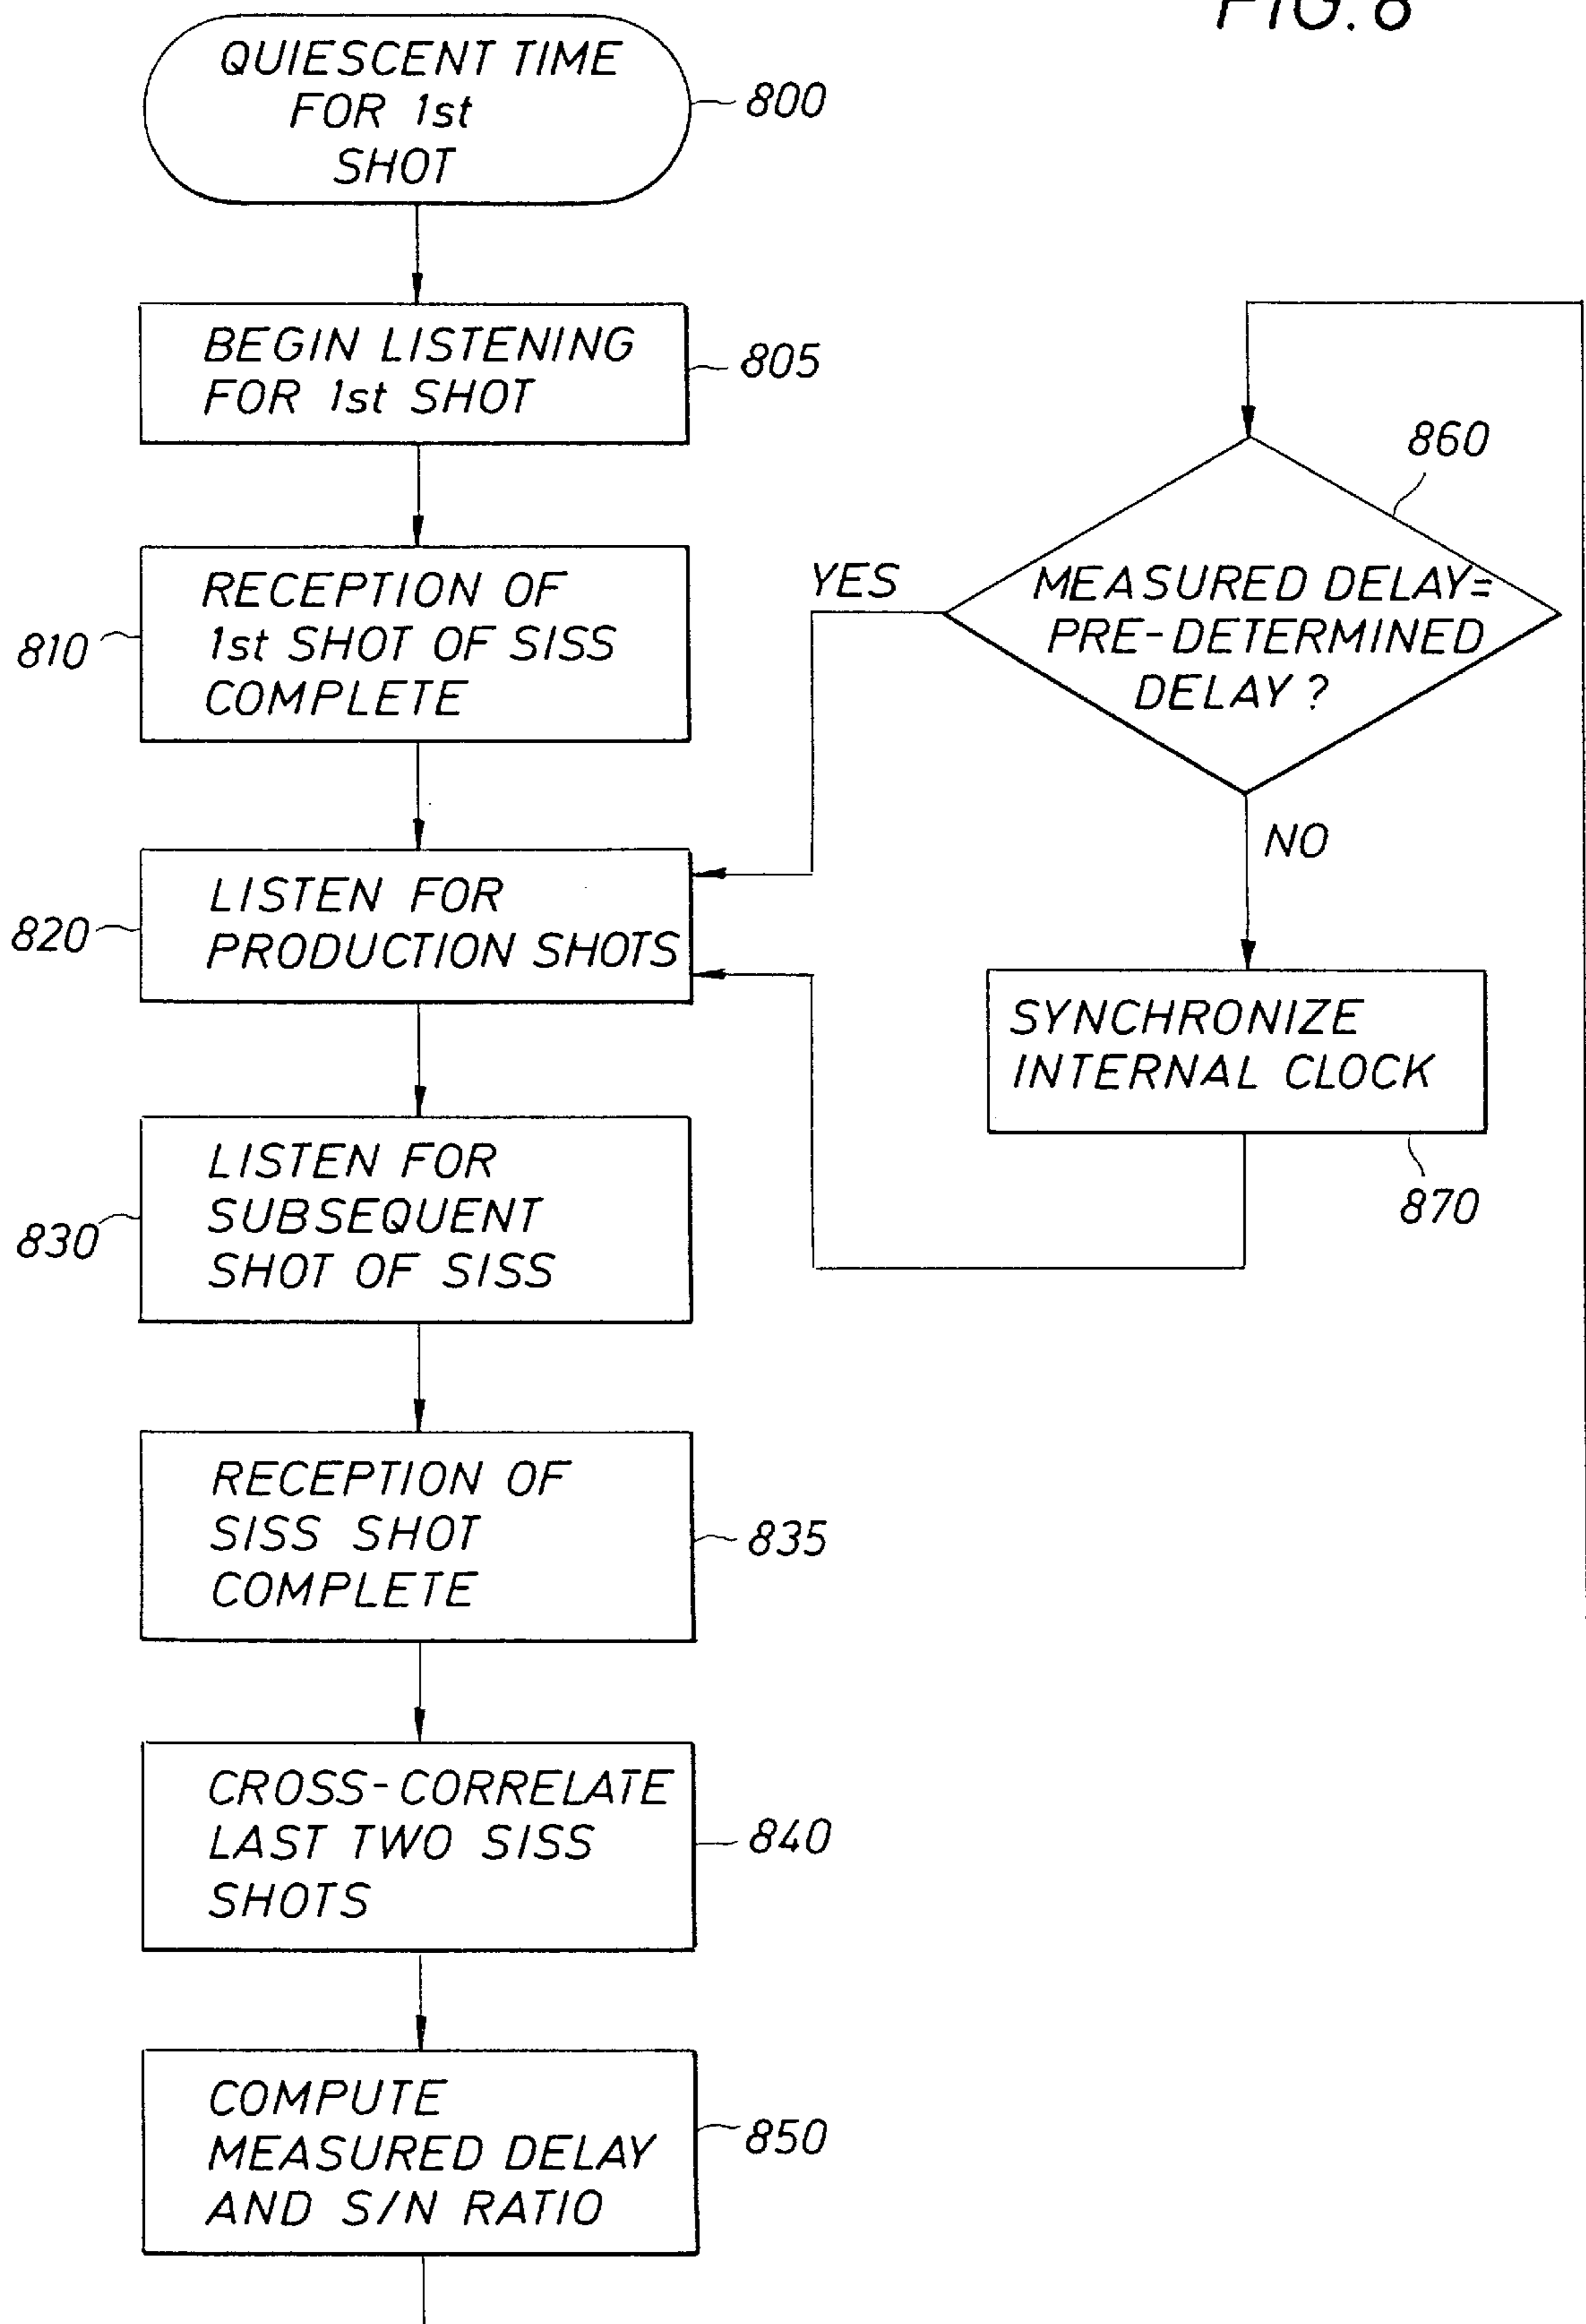 FIG. 8
QUIESCENT TIME
FOR 1st
SHOT
800
BEGIN LISTENING
FOR 1st SHOT
805
RECEPTION OF
1st SHOT OF SISS
COMPLETE
810
LISTEN FOR
PRODUCTION SHOTS
820
LISTEN FOR
SUBSEQUENT
SHOT OF SISS
830
RECEPTION OF
SISS SHOT
COMPLETE
835
CROSS-CORRELATE
LAST TWO SISS
SHOTS
840
COMPUTE
MEASURED DELAY
AND S/N RATIO
850
860
MEASURED DELAY=
PRE-DETERMINED
DELAY?
YES
NO
SYNCHRONIZE
INTERNAL CLOCK
870